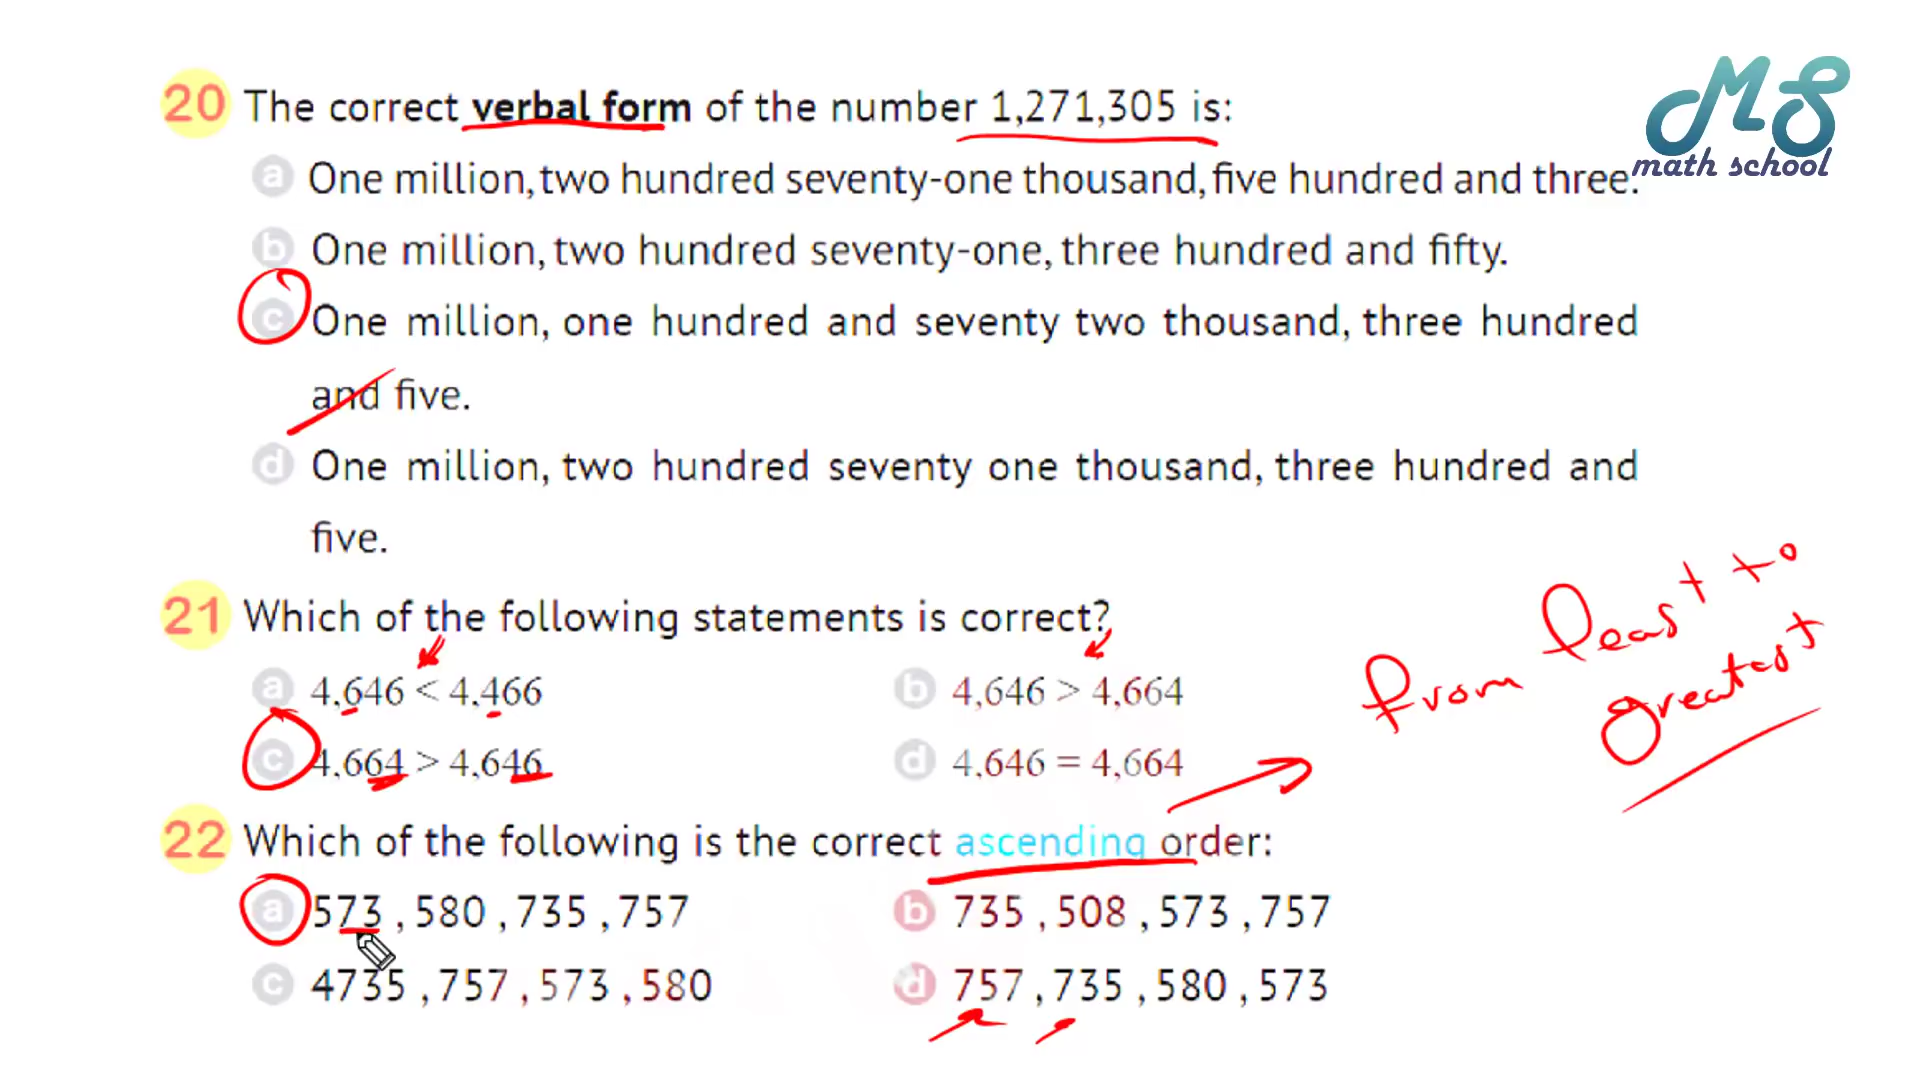 20 The correct verbal form of the number 1,271,305 is:
MS
math school
a One million, two hundred seventy-one thousand, five hundred and three.
b One million, two hundred seventy-one, three hundred and fifty.
c One million, one hundred and seventy two thousand, three hundred
and five.
d One million, two hundred seventy one thousand, three hundred and
five.
21 Which of the following statements is correct?
a 4,646 < 4,466 b 4,646 > 4,664
c 4,664 > 4,646 d 4,646 = 4,664
from least to
greatest
22 Which of the following is the correct ascending order:
a 573 , 580 , 735 , 757 b 735 , 508 , 573 , 757
c 4735 , 757 , 573 , 580 d 757 , 735 , 580 , 573